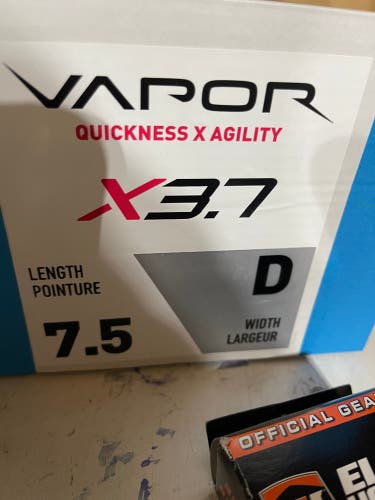 VAPOR
QUICKNESS X AGILITY
X3.7
LENGTH
POINTURE
7.5
D
WIDTH
LARGEUR
OFFICIAL GEA